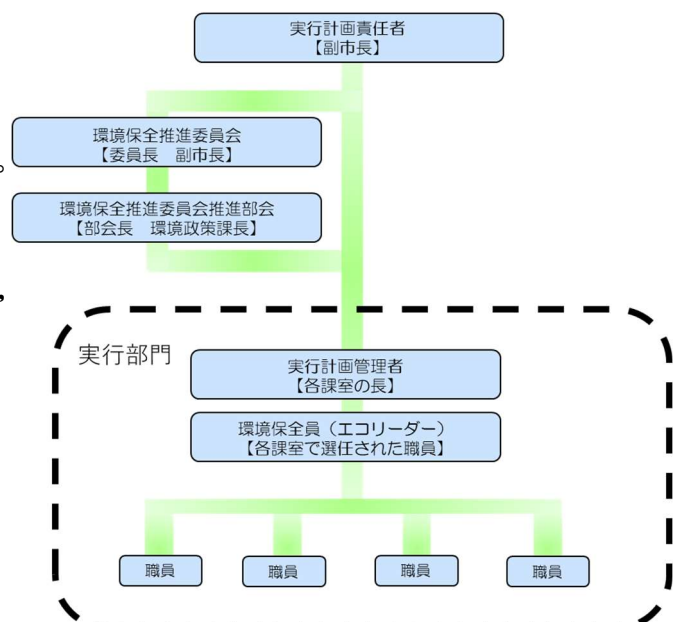 実行計画責任者
【副市長】
環境保全推進委員会
【委員長　副市長】
。
環境保全推進委員会推進部会
【部会長　環境政策課長】
，
実行部門
実行計画管理者
【各課室の長】
環境保全員（エコリーダー）
【各課室で選任された職員】
職員
職員
職員
職員